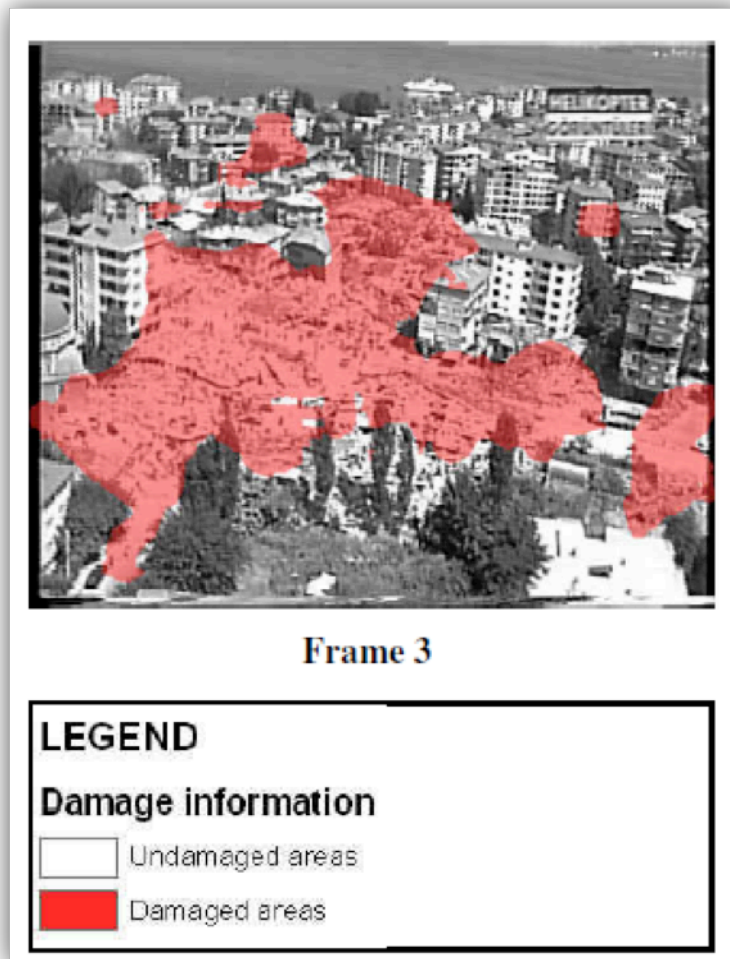 HELIKOPTER
Frame 3
LEGEND
Damage information
Undamaged areas
Damaged areas